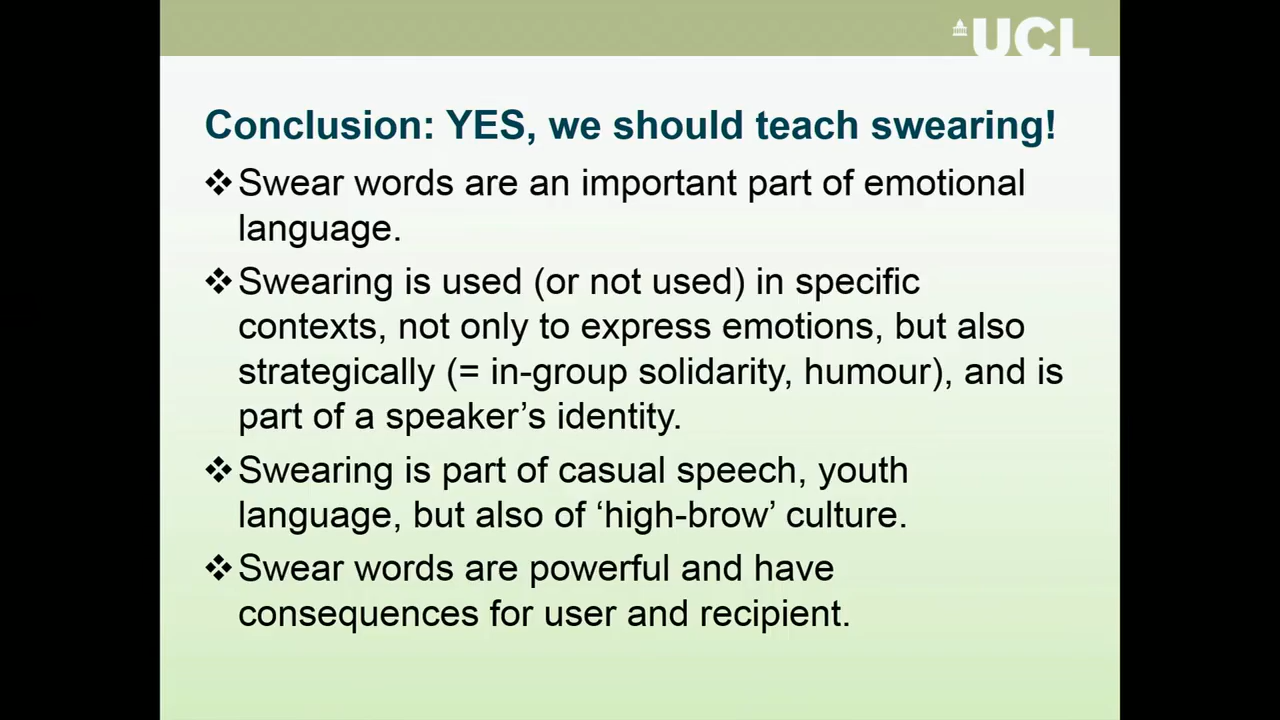 UCL
Conclusion: YES, we should teach swearing!
❖Swear words are an important part of emotional
language.
❖Swearing is used (or not used) in specific
contexts, not only to express emotions, but also
strategically (= in-group solidarity, humour), and is
part of a speaker’s identity.
❖Swearing is part of casual speech, youth
language, but also of ‘high-brow’ culture.
❖Swear words are powerful and have
consequences for user and recipient.